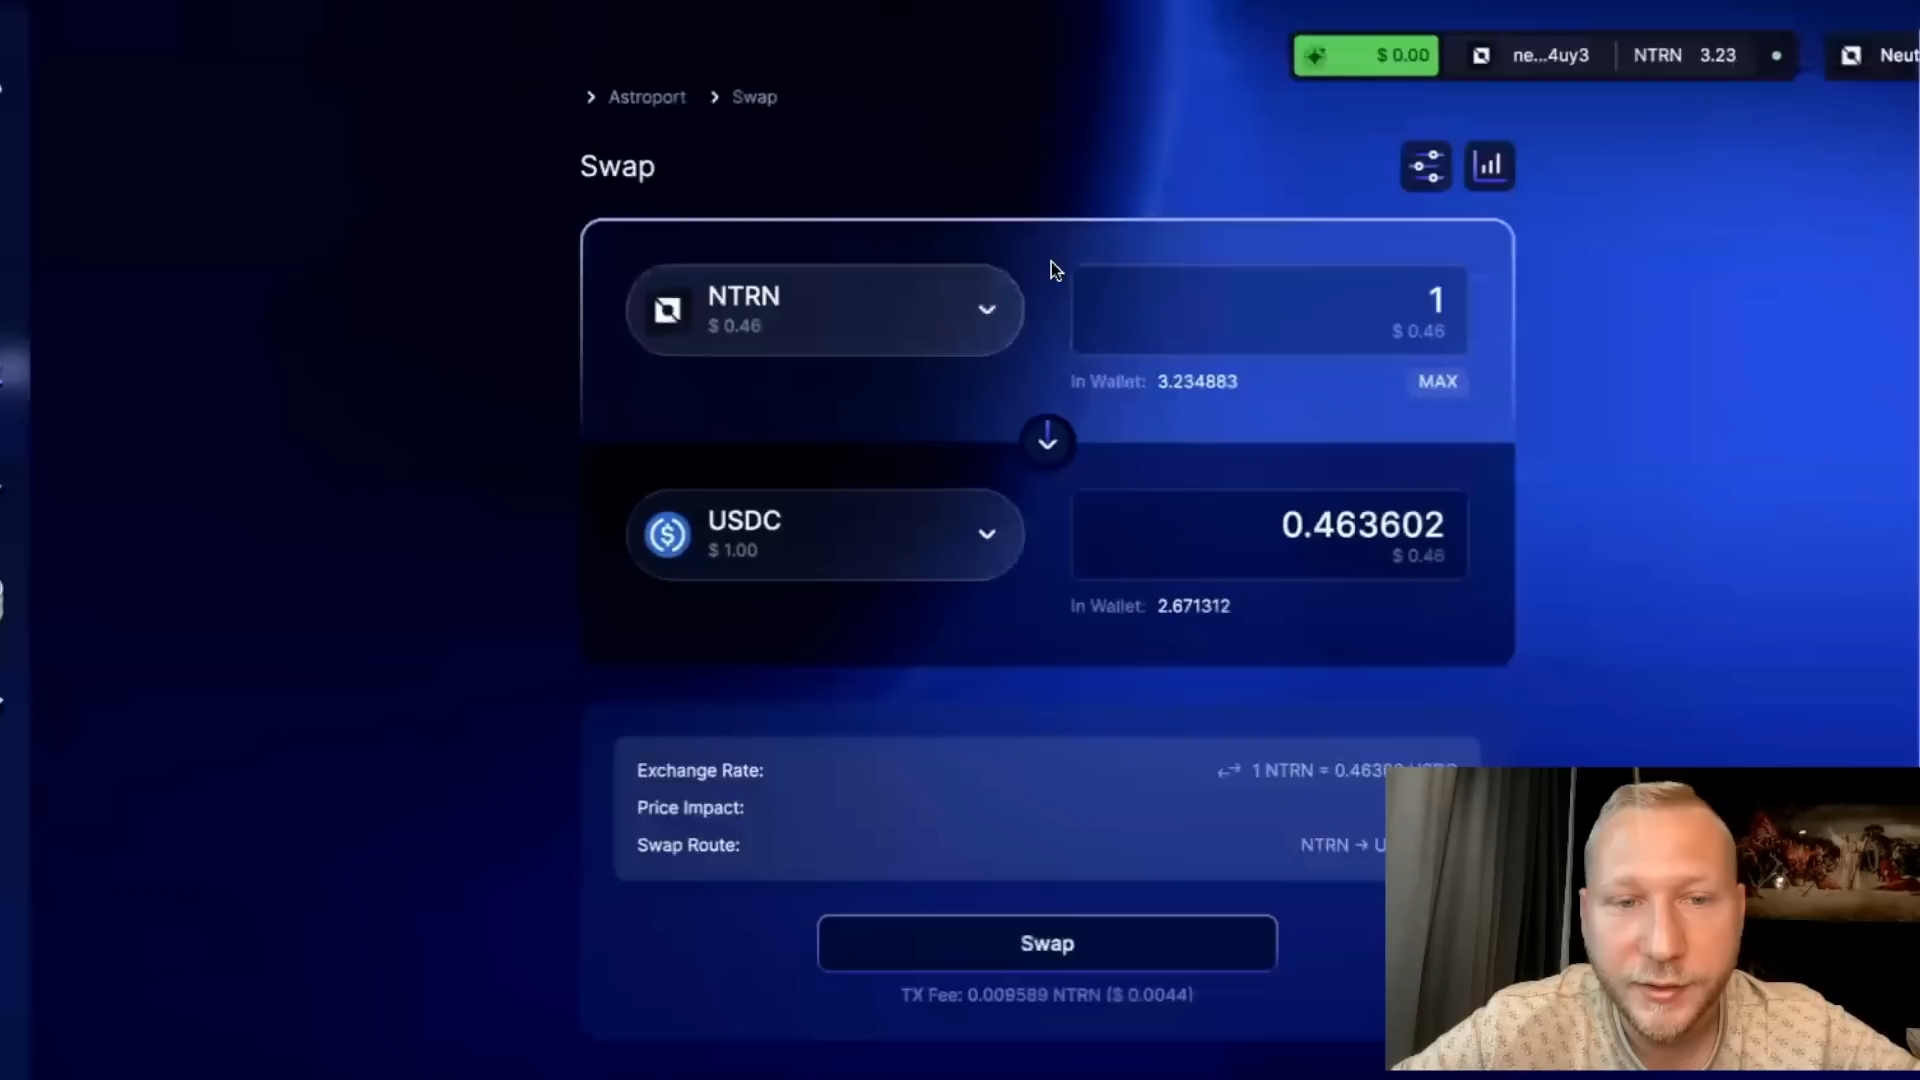 $ 0.00 ne...4uy3 NTRN 3.23
Astroport Swap
Swap
NTRN
$ 0.46
1
$ 0.46
In Wallet: 3.234883 MAX
USDC
$ 1.00
0.463602
$ 0.46
In Wallet: 2.671312
Exchange Rate: 1 NTRN =
Price Impact:
Swap Route: NTRN →
Swap
TX Fee: 0.009589 NTRN ($ 0.0044)